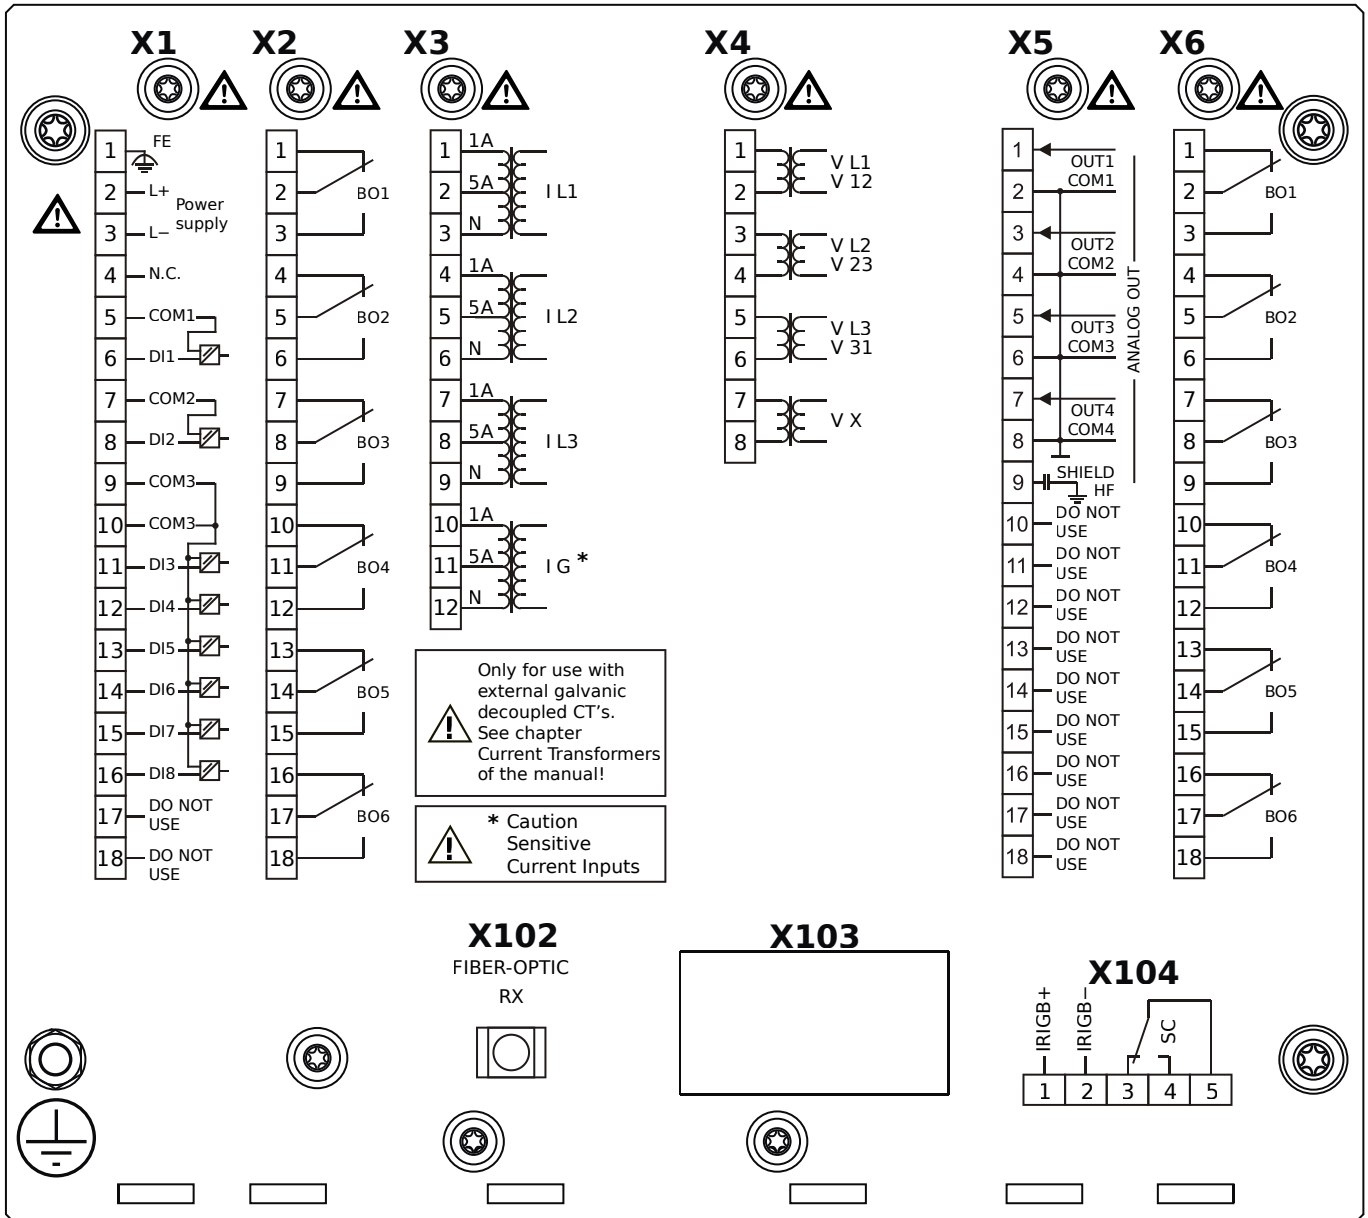 X1
X2
X3
X4
X5
X6
1 FE
2 L+
Power
supply
3 L−
4 N.C.
5 COM1
6 DI1
7 COM2
8 DI2
9 COM3
10 COM3
11 DI3
12 DI4
13 DI5
14 DI6
15 DI7
16 DI8
17 DO NOT
USE
18 DO NOT
USE
1
2 BO1
3
4
5 BO2
6
7
8 BO3
9
10
11 BO4
12
13
14 BO5
15
16
17 BO6
18
1 1A
2 5A I L1
3 N
4 1A
5 5A I L2
6 N
7 1A
8 5A I L3
9 N
10 1A
11 5A I G *
12 N
Only for use with
external galvanic
decoupled CT's.
See chapter
Current Transformers
of the manual!
* Caution
Sensitive
Current Inputs
1 V L1
2 V 12
3 V L2
4 V 23
5 V L3
6 V 31
7 V X
8
1 OUT1
2 COM1
3 OUT2
4 COM2
5 OUT3
6 COM3
7 OUT4
8 COM4
ANALOG OUT
9 SHIELD
HF
10 DO NOT
USE
11 DO NOT
USE
12 DO NOT
USE
13 DO NOT
USE
14 DO NOT
USE
15 DO NOT
USE
16 DO NOT
USE
17 DO NOT
USE
18 DO NOT
USE
1
2 BO1
3
4
5 BO2
6
7
8 BO3
9
10
11 BO4
12
13
14 BO5
15
16
17 BO6
18
X102
FIBER-OPTIC
RX
X103
X104
IRIGB+
IRIGB−
SC
1 2 3 4 5